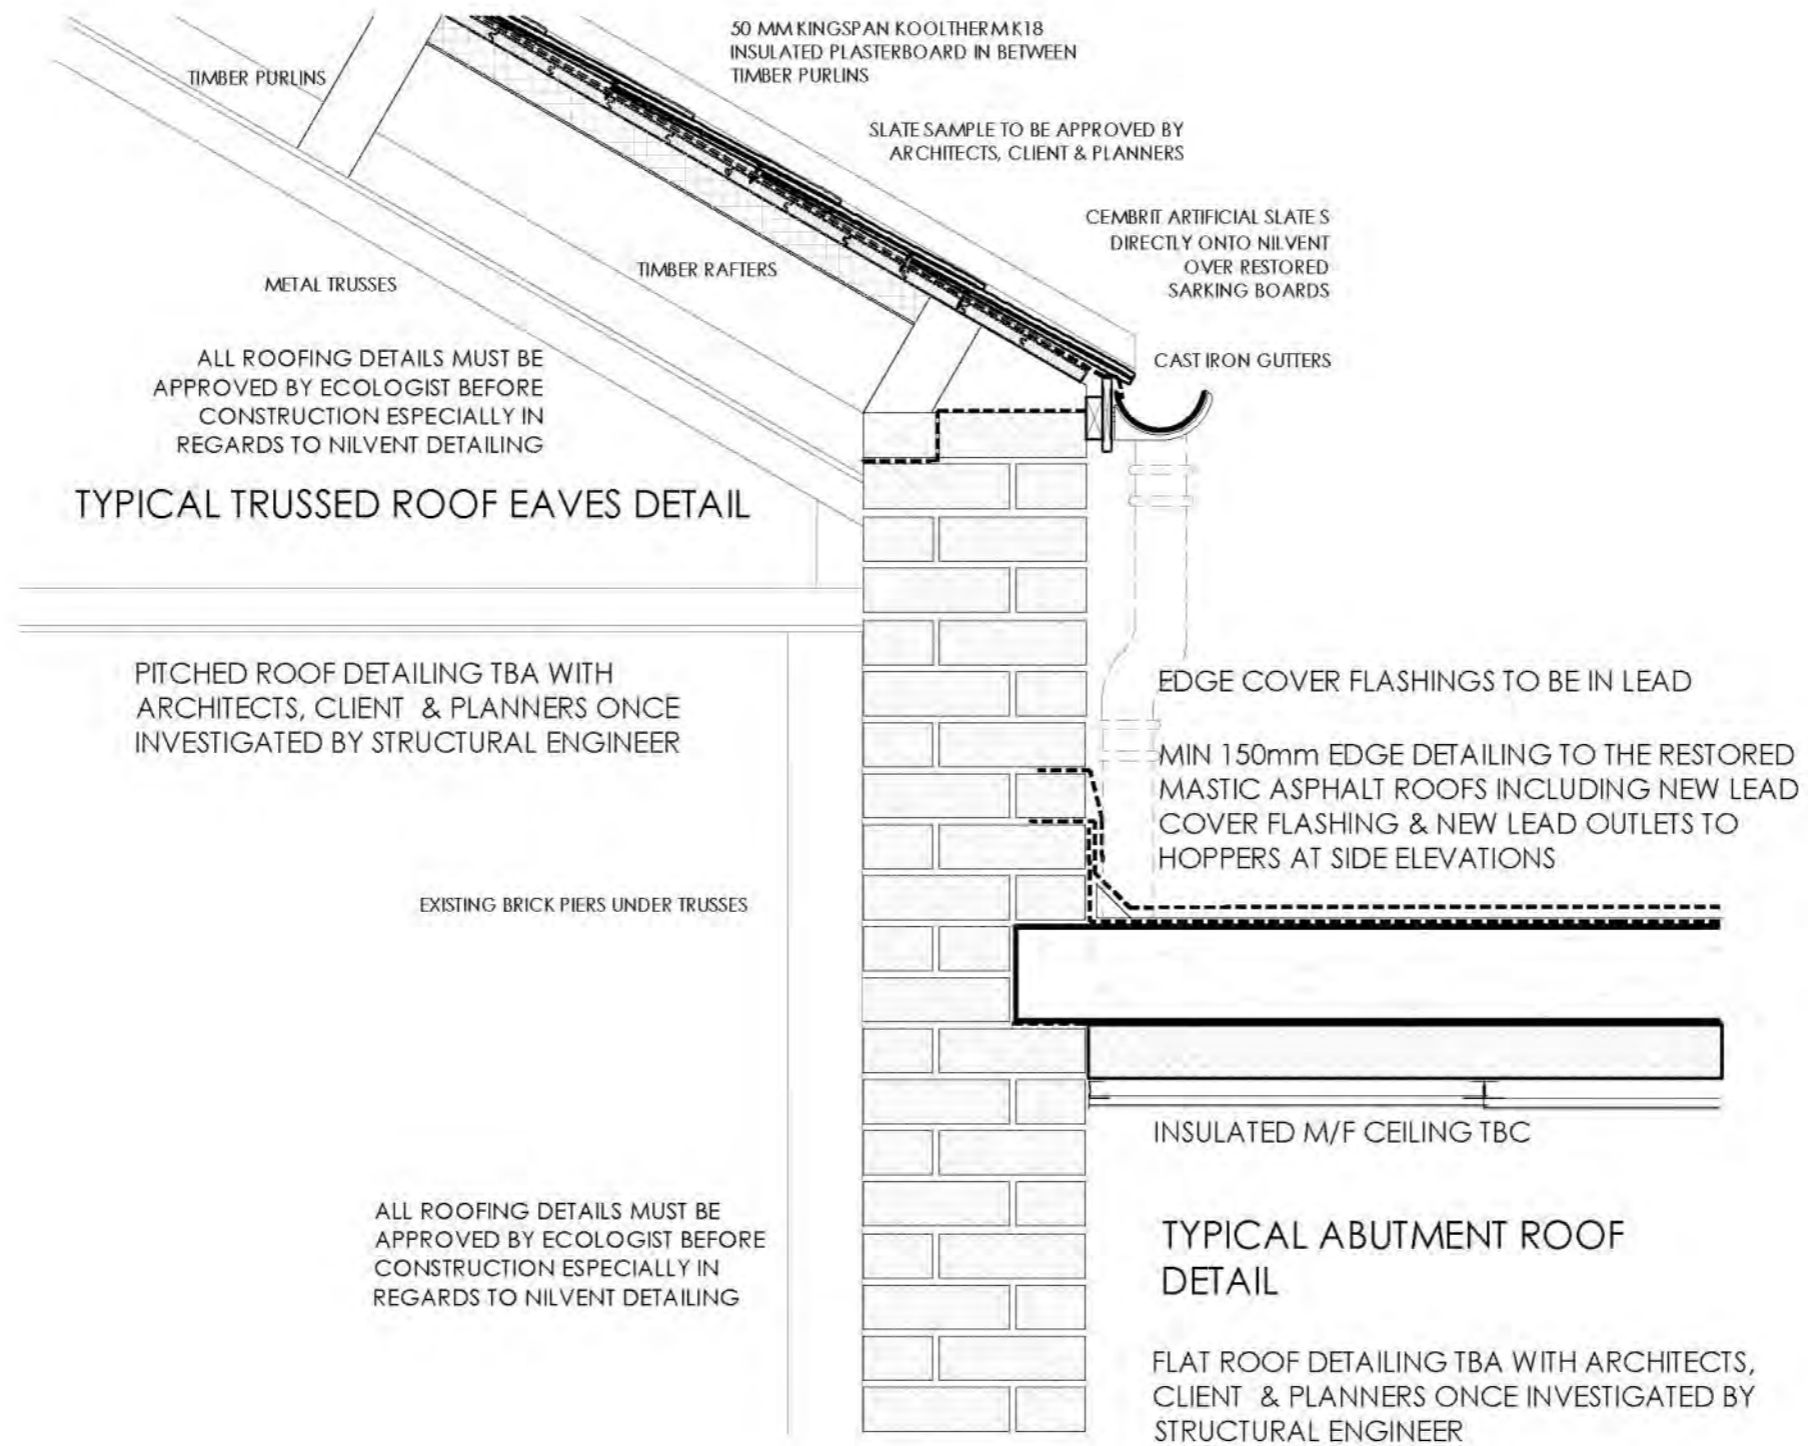 50 MM KINGSPAN KOOLTHERM K18
INSULATED PLASTERBOARD IN BETWEEN
TIMBER PURLINS
TIMBER PURLINS
SLATE SAMPLE TO BE APPROVED BY
ARCHITECTS, CLIENT & PLANNERS
CEMBRIT ARTIFICIAL SLATE S
DIRECTLY ONTO NILVENT
OVER RESTORED
SARKING BOARDS
TIMBER RAFTERS
METAL TRUSSES
CAST IRON GUTTERS
ALL ROOFING DETAILS MUST BE
APPROVED BY ECOLOGIST BEFORE
CONSTRUCTION ESPECIALLY IN
REGARDS TO NILVENT DETAILING
TYPICAL TRUSSED ROOF EAVES DETAIL
PITCHED ROOF DETAILING TBA WITH
ARCHITECTS, CLIENT & PLANNERS ONCE
INVESTIGATED BY STRUCTURAL ENGINEER
EDGE COVER FLASHINGS TO BE IN LEAD
MIN 150mm EDGE DETAILING TO THE RESTORED
MASTIC ASPHALT ROOFS INCLUDING NEW LEAD
COVER FLASHING & NEW LEAD OUTLETS TO
HOPPERS AT SIDE ELEVATIONS
EXISTING BRICK PIERS UNDER TRUSSES
INSULATED M/F CEILING TBC
ALL ROOFING DETAILS MUST BE
APPROVED BY ECOLOGIST BEFORE
CONSTRUCTION ESPECIALLY IN
REGARDS TO NILVENT DETAILING
TYPICAL ABUTMENT ROOF
DETAIL
FLAT ROOF DETAILING TBA WITH ARCHITECTS,
CLIENT & PLANNERS ONCE INVESTIGATED BY
STRUCTURAL ENGINEER